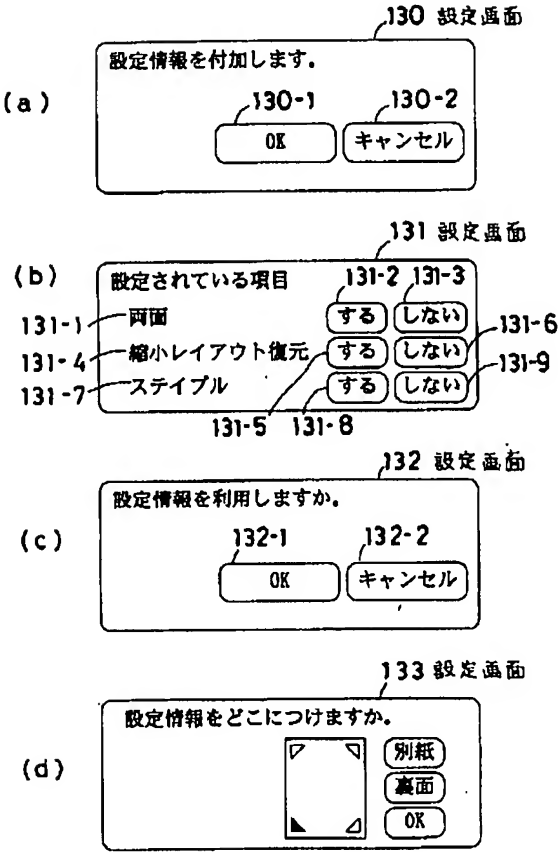 130 設定画面
(a)
設定情報を付加します。
130-1 130-2
OK キャンセル
131 設定画面
(b)
設定されている項目 131-2 131-3
131-1 両面 する しない 131-6
131-4 縮小レイアウト復元 する しない 131-9
131-7 ステイプル する しない
131-5 131-8
132 設定画面
設定情報を利用しますか。
(c)
132-1 132-2
OK キャンセル
133 設定画面
設定情報をどこにつけますか。
(d)
別紙
裏面
OK